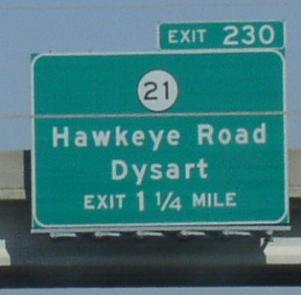 EXIT 230
21
Hawkeye Road
Dysart
EXIT 1 1/4 MILE